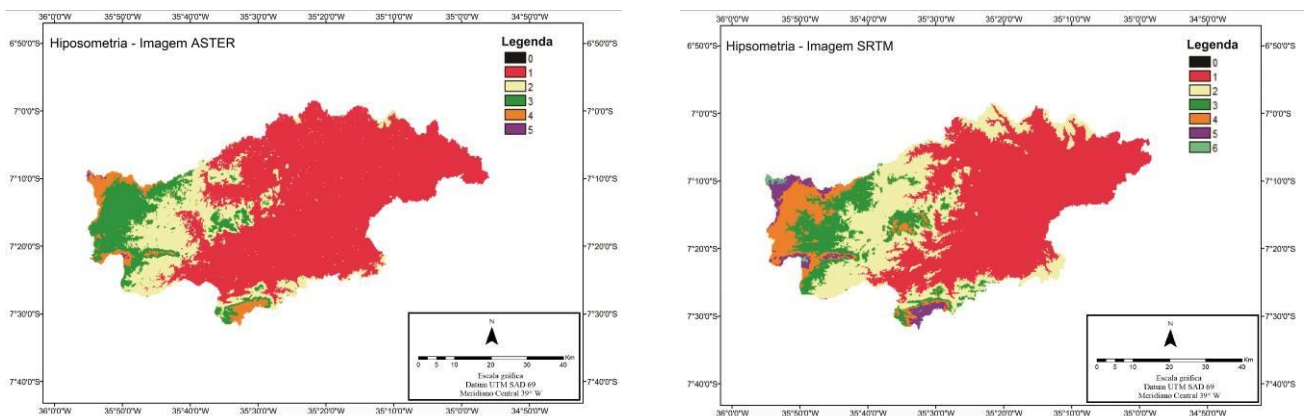 36°0'0"W 35°50'0"W 35°40'0"W 35°30'0"W 35°20'0"W 35°10'0"W 35°0'0"W 34°50'0"W
6°50'0"S
7°0'0"S
7°10'0"S
7°20'0"S
7°30'0"S
7°40'0"S
Hiposometria - Imagem ASTER
Legenda
0
1
2
3
4
5
N
0 5 10 20 30 40
Km
Escala gráfica
Datum UTM SAD 69
Meridiano Central 39° W
6°50'0"S
7°0'0"S
7°10'0"S
7°20'0"S
7°30'0"S
7°40'0"S
36°0'0"W 35°50'0"W 35°40'0"W 35°30'0"W 35°20'0"W 35°10'0"W 35°0'0"W 34°50'0"W
36°0'0"W 35°50'0"W 35°40'0"W 35°30'0"W 35°20'0"W 35°10'0"W 34°50'0"W
6°50'0"S
7°0'0"S
7°10'0"S
7°20'0"S
7°30'0"S
7°40'0"S
Hipsometria - Imagem SRTM
Legenda
0
1
2
3
4
5
6
N
0 5 10 20 30 40
Km
Escala gráfica
Datum UTM SAD 69
Meridiano Central 39° W
6°50'0"S
7°0'0"S
7°10'0"S
7°20'0"S
7°30'0"S
7°40'0"S
36°0'0"W 35°50'0"W 35°40'0"W 35°30'0"W 35°20'0"W 35°10'0"W 35°0'0"W 34°50'0"W